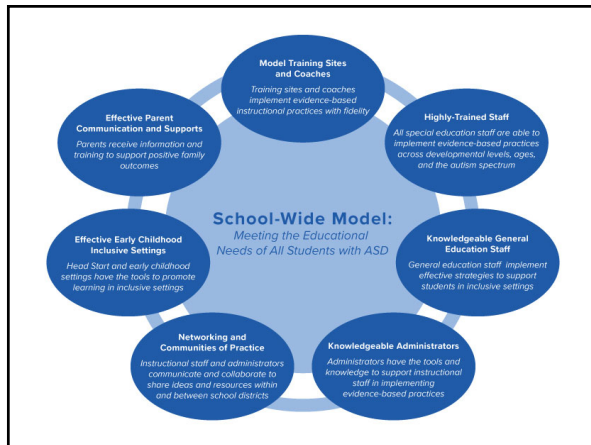 Model Training Sites
and Coaches
Training sites and coaches
implement evidence-based
instructional practices with fidelity
Effective Parent
Communication and Supports
Parents receive information and
training to support positive family
outcomes
Highly-Trained Staff
All special education staff are able to
implement evidence-based practices
across developmental levels, ages,
and the autism spectrum
School-Wide Model:
Meeting the Educational
Needs of All Students with ASD
Effective Early Childhood
Inclusive Settings
Head Start and early childhood
settings have the tools to promote
learning in inclusive settings
Knowledgeable General
Education Staff
General education staff implement
effective strategies to support
students in inclusive settings
Networking and
Communities of Practice
Instructional staff and administrators
communicate and collaborate to
share ideas and resources within
and between school districts
Knowledgeable Administrators
Administrators have the tools and
knowledge to support instructional
staff in implementing
evidence-based practices